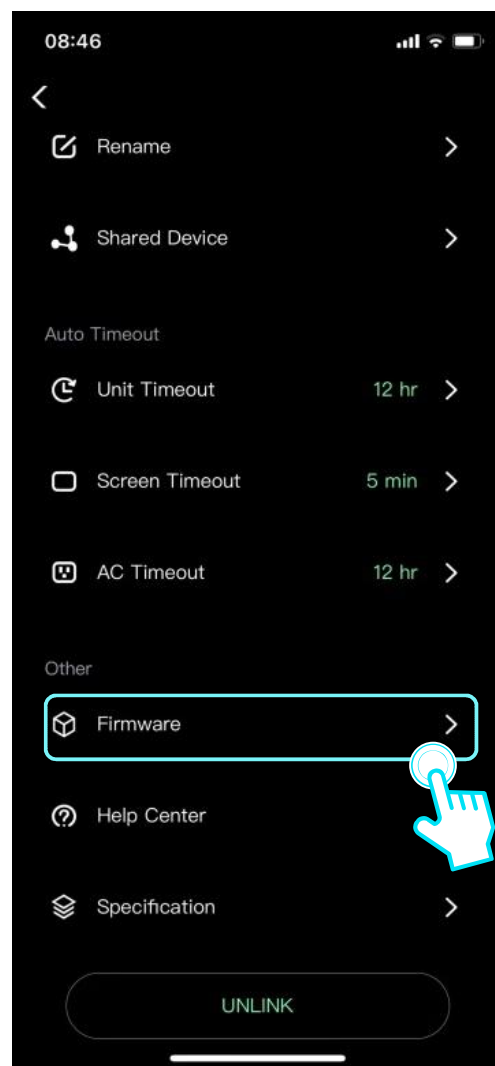 08:46
Rename
Shared Device
Auto Timeout
Unit Timeout 12 hr
Screen Timeout 5 min
AC Timeout 12 hr
Other
Firmware
Help Center
Specification
UNLINK